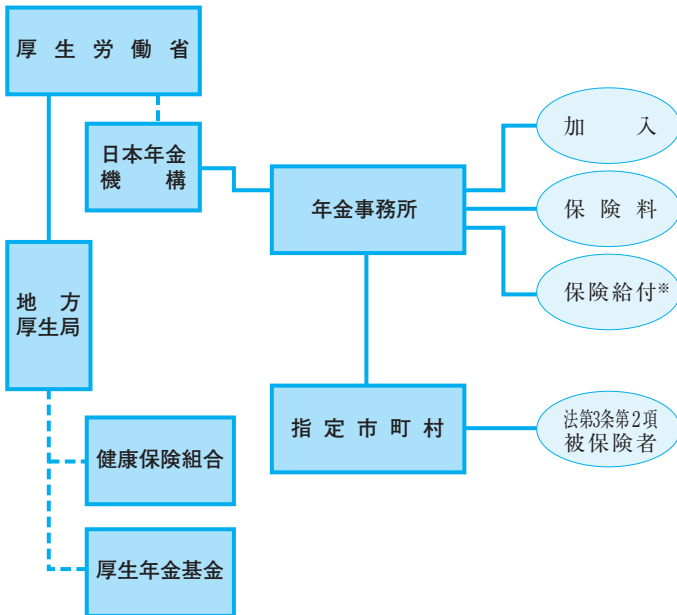 厚生労働省
日本年金
機構
年金事務所
加入
保険料
保険給付※
地方
厚生局
指定市町村
法第3条第2項
被保険者
健康保険組合
厚生年金基金